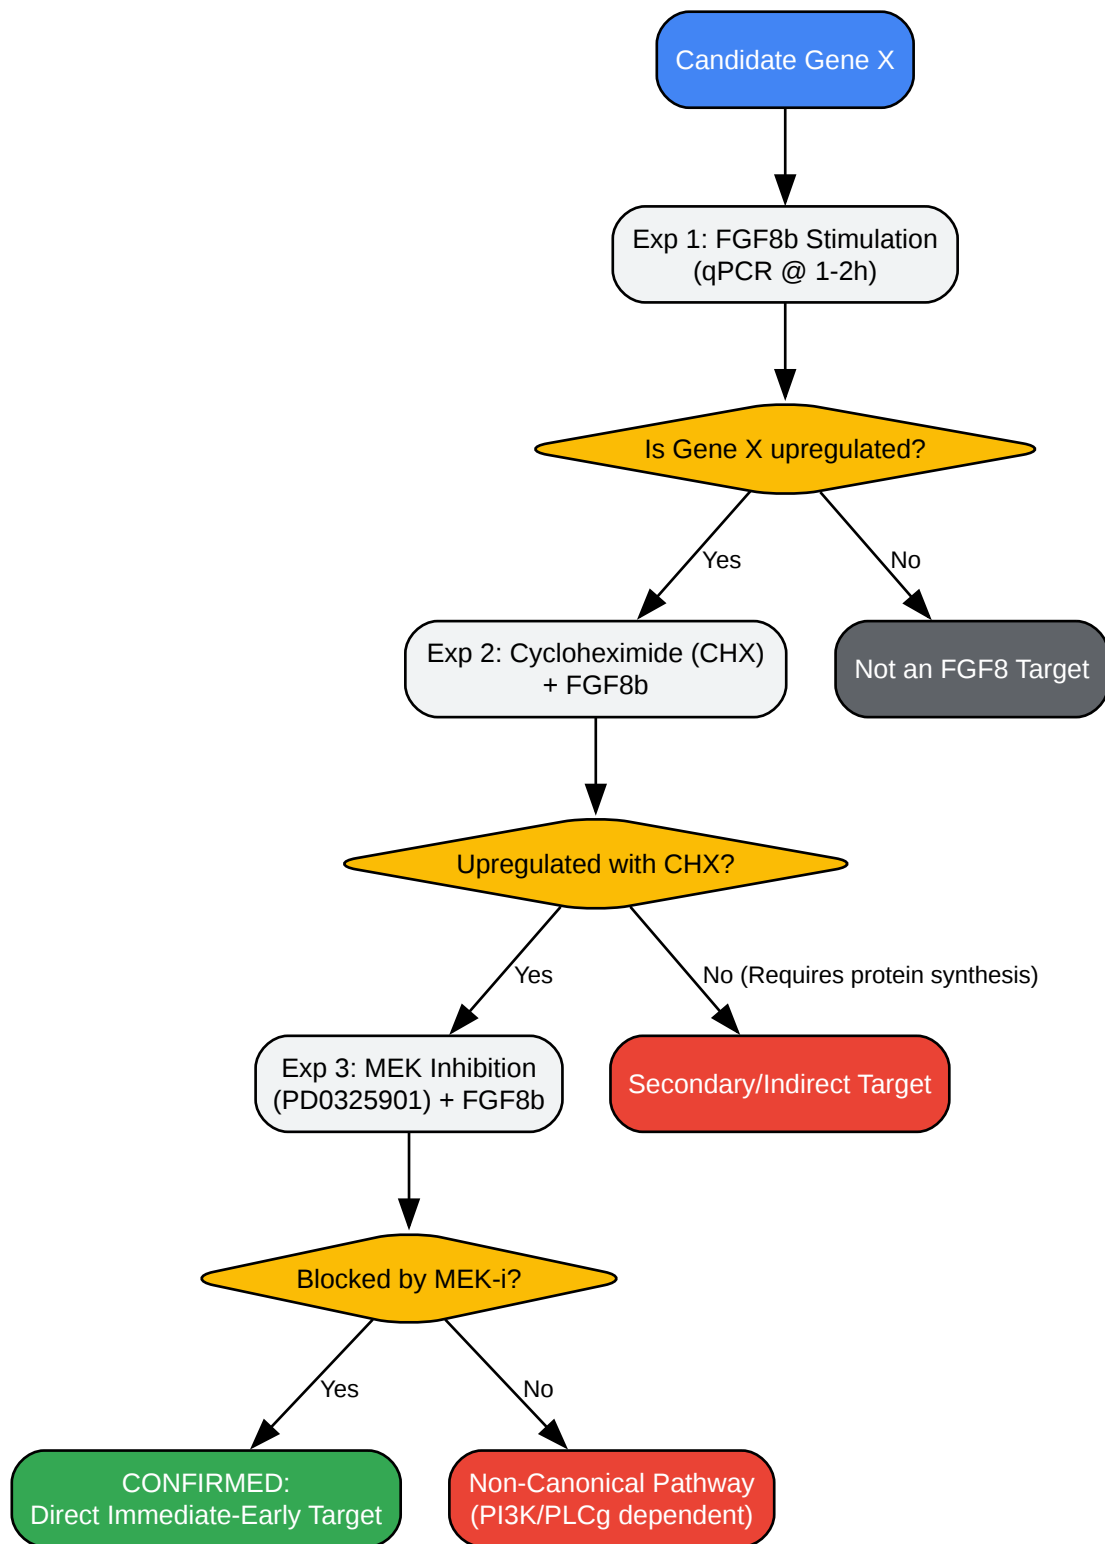 Candidate Gene X
Exp 1: FGF8b Stimulation
(qPCR @ 1-2h)
Is Gene X upregulated?
Yes
No
Exp 2: Cycloheximide (CHX)
+ FGF8b
Not an FGF8 Target
Upregulated with CHX?
Yes
No (Requires protein synthesis)
Exp 3: MEK Inhibition
(PD0325901) + FGF8b
Secondary/Indirect Target
Blocked by MEK-i?
Yes
No
CONFIRMED:
Direct Immediate-Early Target
Non-Canonical Pathway
(PI3K/PLCg dependent)